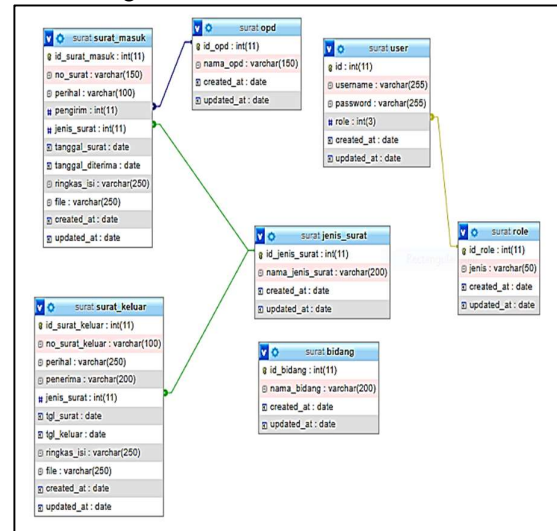 surat surat_masuk
id_surat_masuk : int(11)
no_surat : varchar(150)
perihal : varchar(100)
pengirim : int(11)
jenis_surat : int(11)
tanggal_surat : date
tanggal_diterima : date
ringkas_isi : varchar(250)
file : varchar(250)
created_at : date
updated_at : date
surat opd
id_opd : int(11)
nama_opd : varchar(150)
created_at : date
updated_at : date
surat user
id : int(11)
username : varchar(255)
password : varchar(255)
role : int(3)
created_at : date
updated_at : date
surat jenis_surat
id_jenis_surat : int(11)
nama_jenis_surat : varchar(200)
created_at : date
updated_at : date
surat role
id_role : int(11)
jenis : varchar(50)
created_at : date
updated_at : date
surat surat_keluar
id_surat_keluar : int(11)
no_surat_keluar : varchar(100)
perihal : varchar(250)
penerima : varchar(200)
jenis_surat : int(11)
tgl_surat : date
tgl_keluar : date
ringkas_isi : varchar(250)
file : varchar(250)
created_at : date
updated_at : date
surat bidang
id_bidang : int(11)
nama_bidang : varchar(200)
created_at : date
updated_at : date